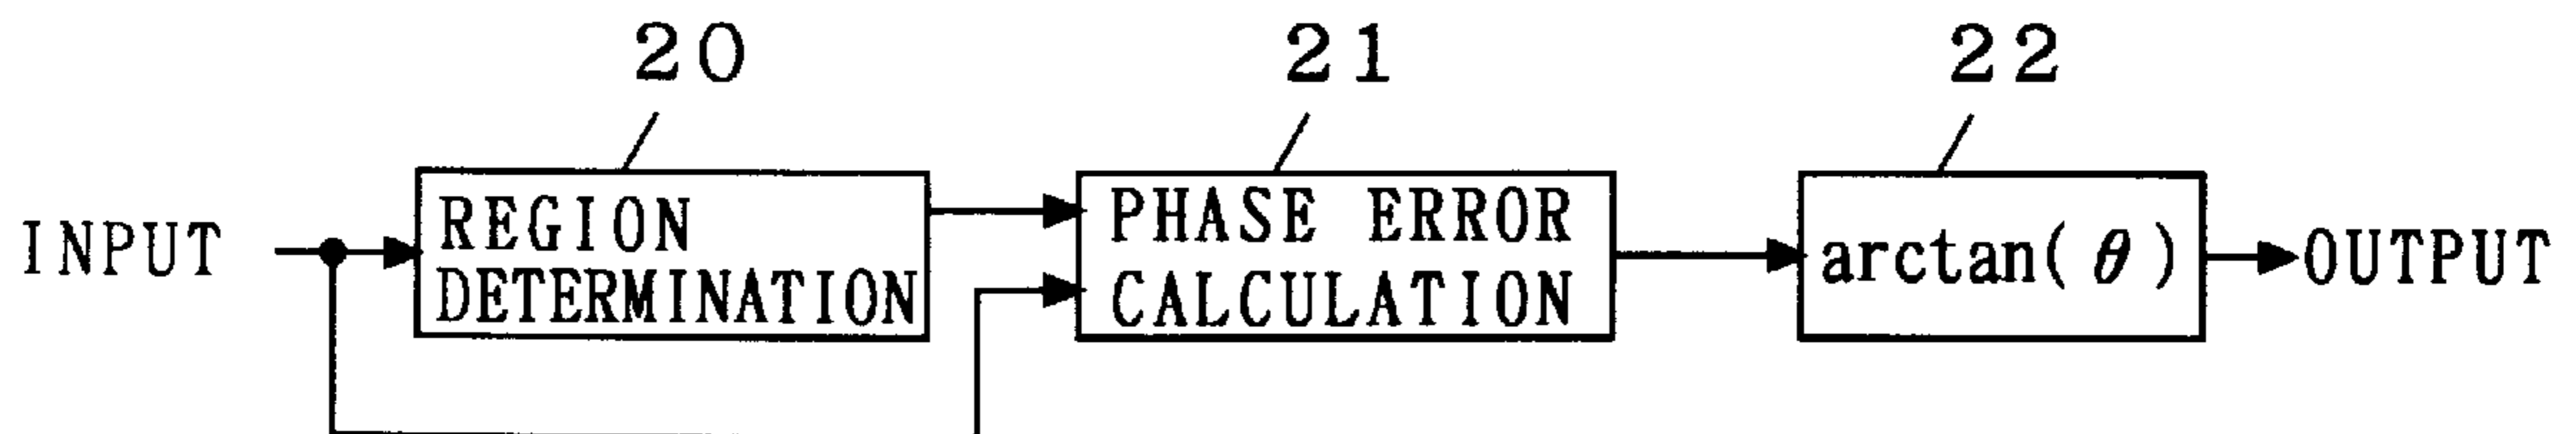 20
21
22
INPUT
REGION
DETERMINATION
PHASE ERROR
CALCULATION
arctan(θ)
OUTPUT